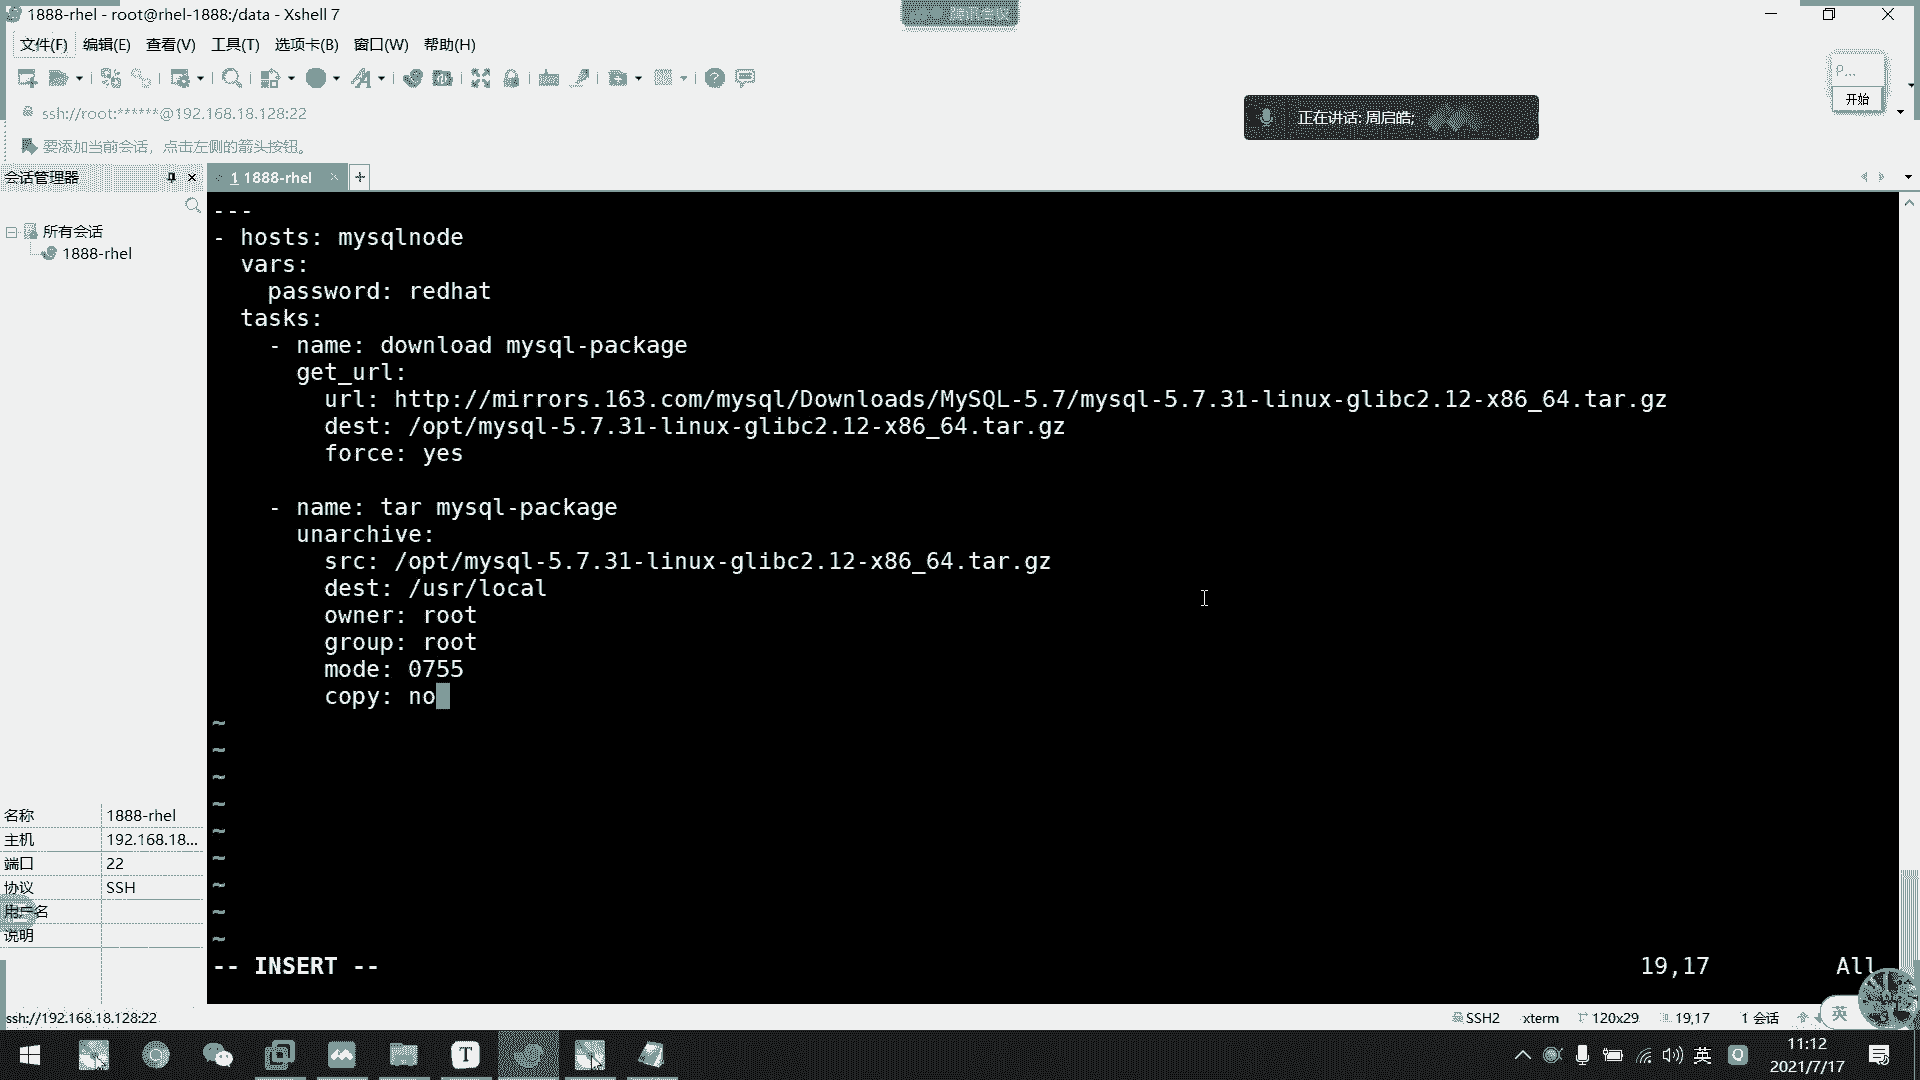 1888-rhel - root@rhel-1888:/data - Xshell 7
文件(F) 编辑(E) 查看(V) 工具(T) 选项卡(B) 窗口(W) 帮助(H)
ssh://root:******@192.168.18.128:22
要添加当前会话，点击左侧的箭头按钮。
P...
开始
正在讲话: 周启皓;
会话管理器
1 1888-rhel
所有会话
1888-rhel
---
- hosts: mysqlnode
  vars:
    password: redhat
  tasks:
    - name: download mysql-package
      get_url:
        url: http://mirrors.163.com/mysql/Downloads/MySQL-5.7/mysql-5.7.31-linux-glibc2.12-x86_64.tar.gz
        dest: /opt/mysql-5.7.31-linux-glibc2.12-x86_64.tar.gz
        force: yes
    - name: tar mysql-package
      unarchive:
        src: /opt/mysql-5.7.31-linux-glibc2.12-x86_64.tar.gz
        dest: /usr/local
        owner: root
        group: root
        mode: 0755
        copy: no
~
~
~
~
~
~
~
~
~
-- INSERT -- 19,17 All
名称 1888-rhel
主机 192.168.18...
端口 22
协议 SSH
用户名
说明
ssh://192.168.18.128:22 SSH2 xterm 120x29 19,17 1 会话
英
英
11:12
2021/7/17